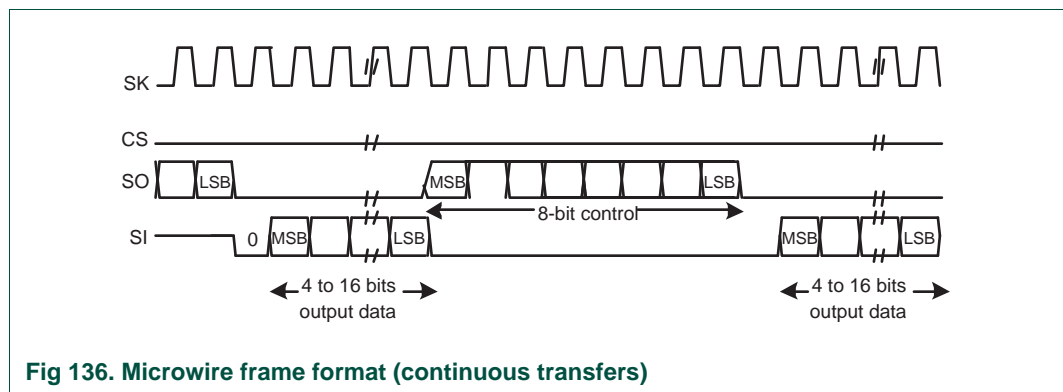 SK
CS
SO
LSB
MSB
LSB
8-bit control
SI
0
MSB
LSB
MSB
LSB
4 to 16 bits
output data
4 to 16 bits
output data
Fig 136. Microwire frame format (continuous transfers)